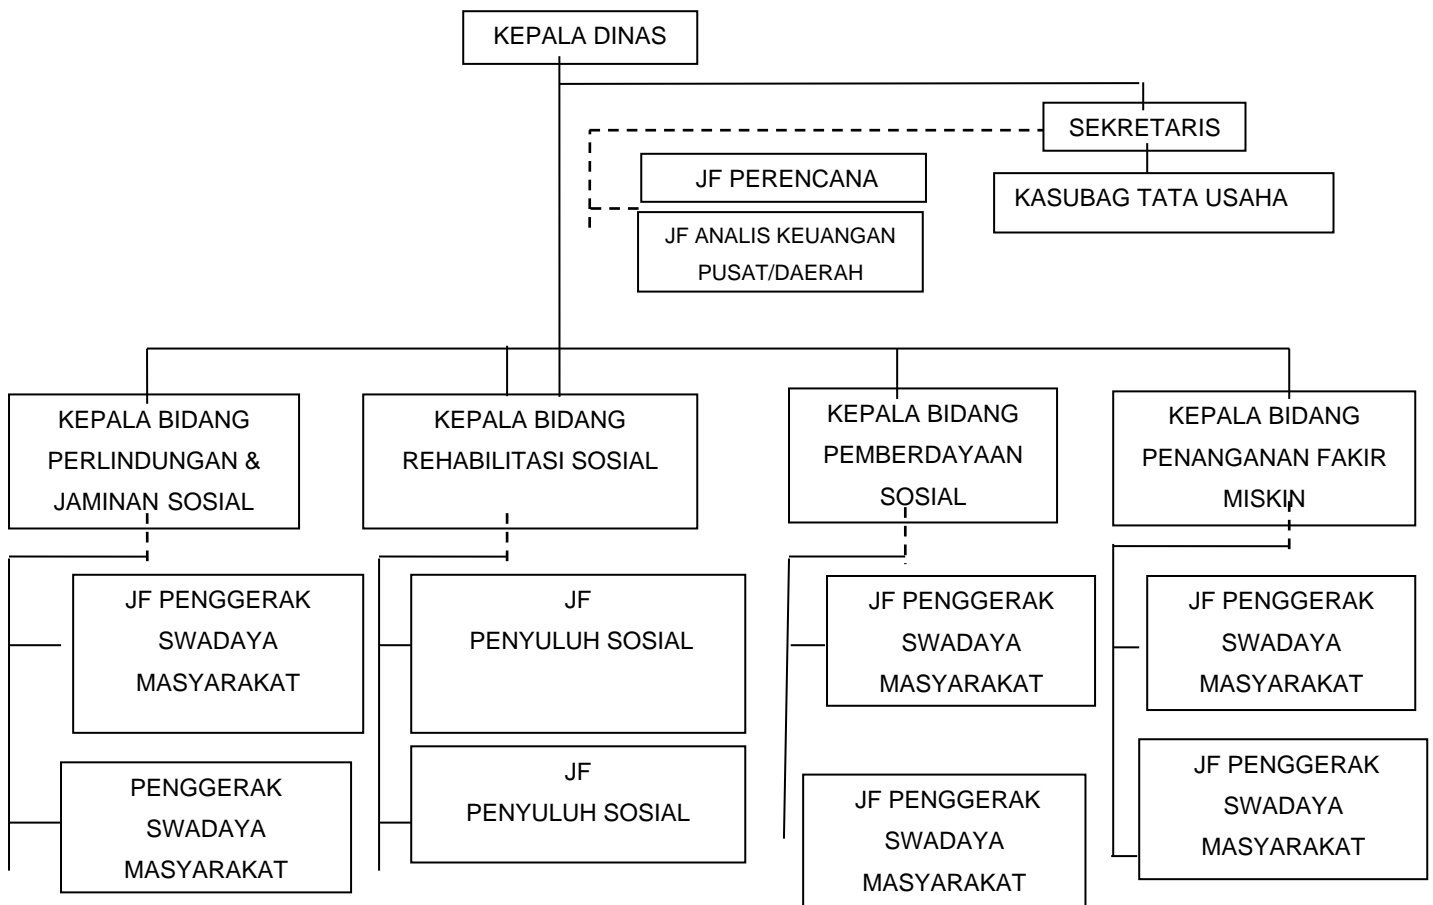 KEPALA DINAS
SEKRETARIS
JF PERENCANA
KASUBAG TATA USAHA
JF ANALIS KEUANGAN
PUSAT/DAERAH
KEPALA BIDANG
PERLINDUNGAN &
JAMINAN SOSIAL
KEPALA BIDANG
REHABILITASI SOSIAL
KEPALA BIDANG
PEMBERDAYAAN
SOSIAL
KEPALA BIDANG
PENANGANAN FAKIR
MISKIN
JF PENGGERAK
SWADAYA
MASYARAKAT
JF
PENYULUH SOSIAL
JF PENGGERAK
SWADAYA
MASYARAKAT
JF PENGGERAK
SWADAYA
MASYARAKAT
PENGGERAK
SWADAYA
MASYARAKAT
JF
PENYULUH SOSIAL
JF PENGGERAK
SWADAYA
MASYARAKAT
JF PENGGERAK
SWADAYA
MASYARAKAT